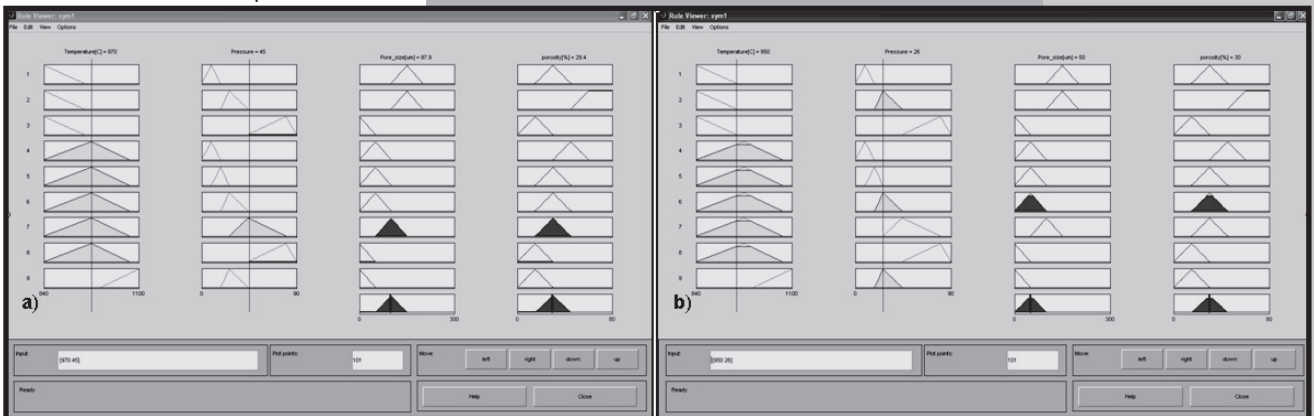 Rule Viewer: sym1
File Edit View Options
Temperature[C] = 970
Pressure = 45
Pore_size[um] = 97.9
porosity[%] = 29.4
1
2
3
4
5
6
7
8
9
840 1100
0 90
0 300
0 80
a)
Input: [970 45]
Plot points: 101
Move: left right down up
Ready
Help Close
Rule Viewer: sym1
File Edit View Options
Temperature[C] = 950
Pressure = 26
Pore_size[um] = 50
porosity[%] = 30
1
2
3
4
5
6
7
8
9
840 1100
0 90
0 300
0 80
b)
Input: [950 26]
Plot points: 101
Move: left right down up
Ready
Help Close